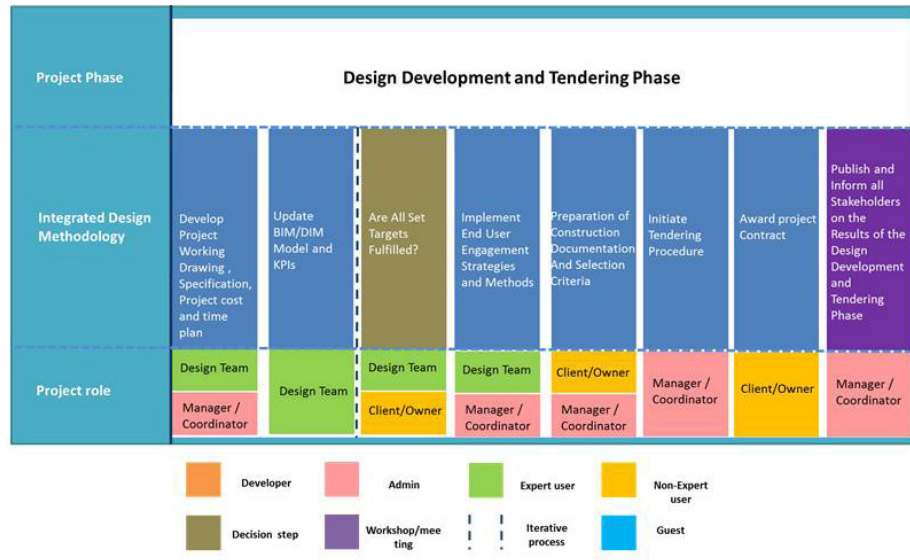 Project Phase
Design Development and Tendering Phase
Integrated Design
Methodology
Develop
Project
Working
Drawing ,
Specification,
Project cost
and time
plan
Update
BIM/DIM
Model and
KPIs
Are All Set
Targets
Fulfilled?
Implement
End User
Engagement
Strategies
and Methods
Preparation of
Construction
Documentation
And Selection
Criteria
Initiate
Tendering
Procedure
Award project
Contract
Publish and
Inform all
Stakeholders
on the
Results of the
Design
Development
and
Tendering
Phase
Project role
Design Team
Manager /
Coordinator
Design Team
Design Team
Client/Owner
Design Team
Manager /
Coordinator
Client/Owner
Manager /
Coordinator
Manager /
Coordinator
Client/Owner
Manager /
Coordinator
Developer
Admin
Expert user
Non-Expert
user
Decision step
Workshop/mee
ting
Iterative
process
Guest